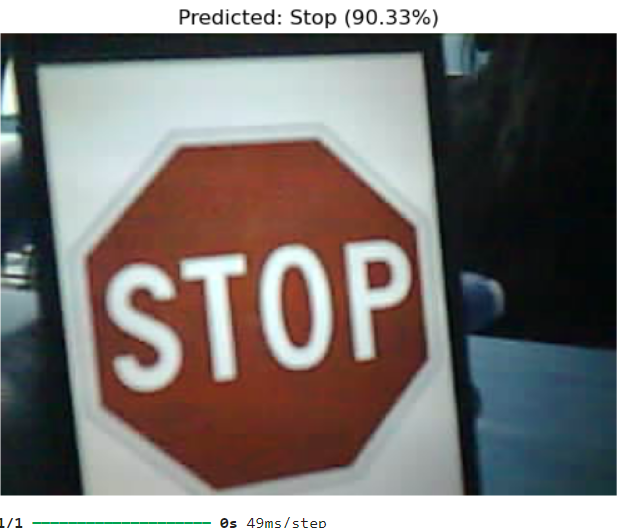 Predicted: Stop (90.33%)
STOP
1/1 ━━━━━━━━━━━━━━━━━━━━ 0s 49ms/step